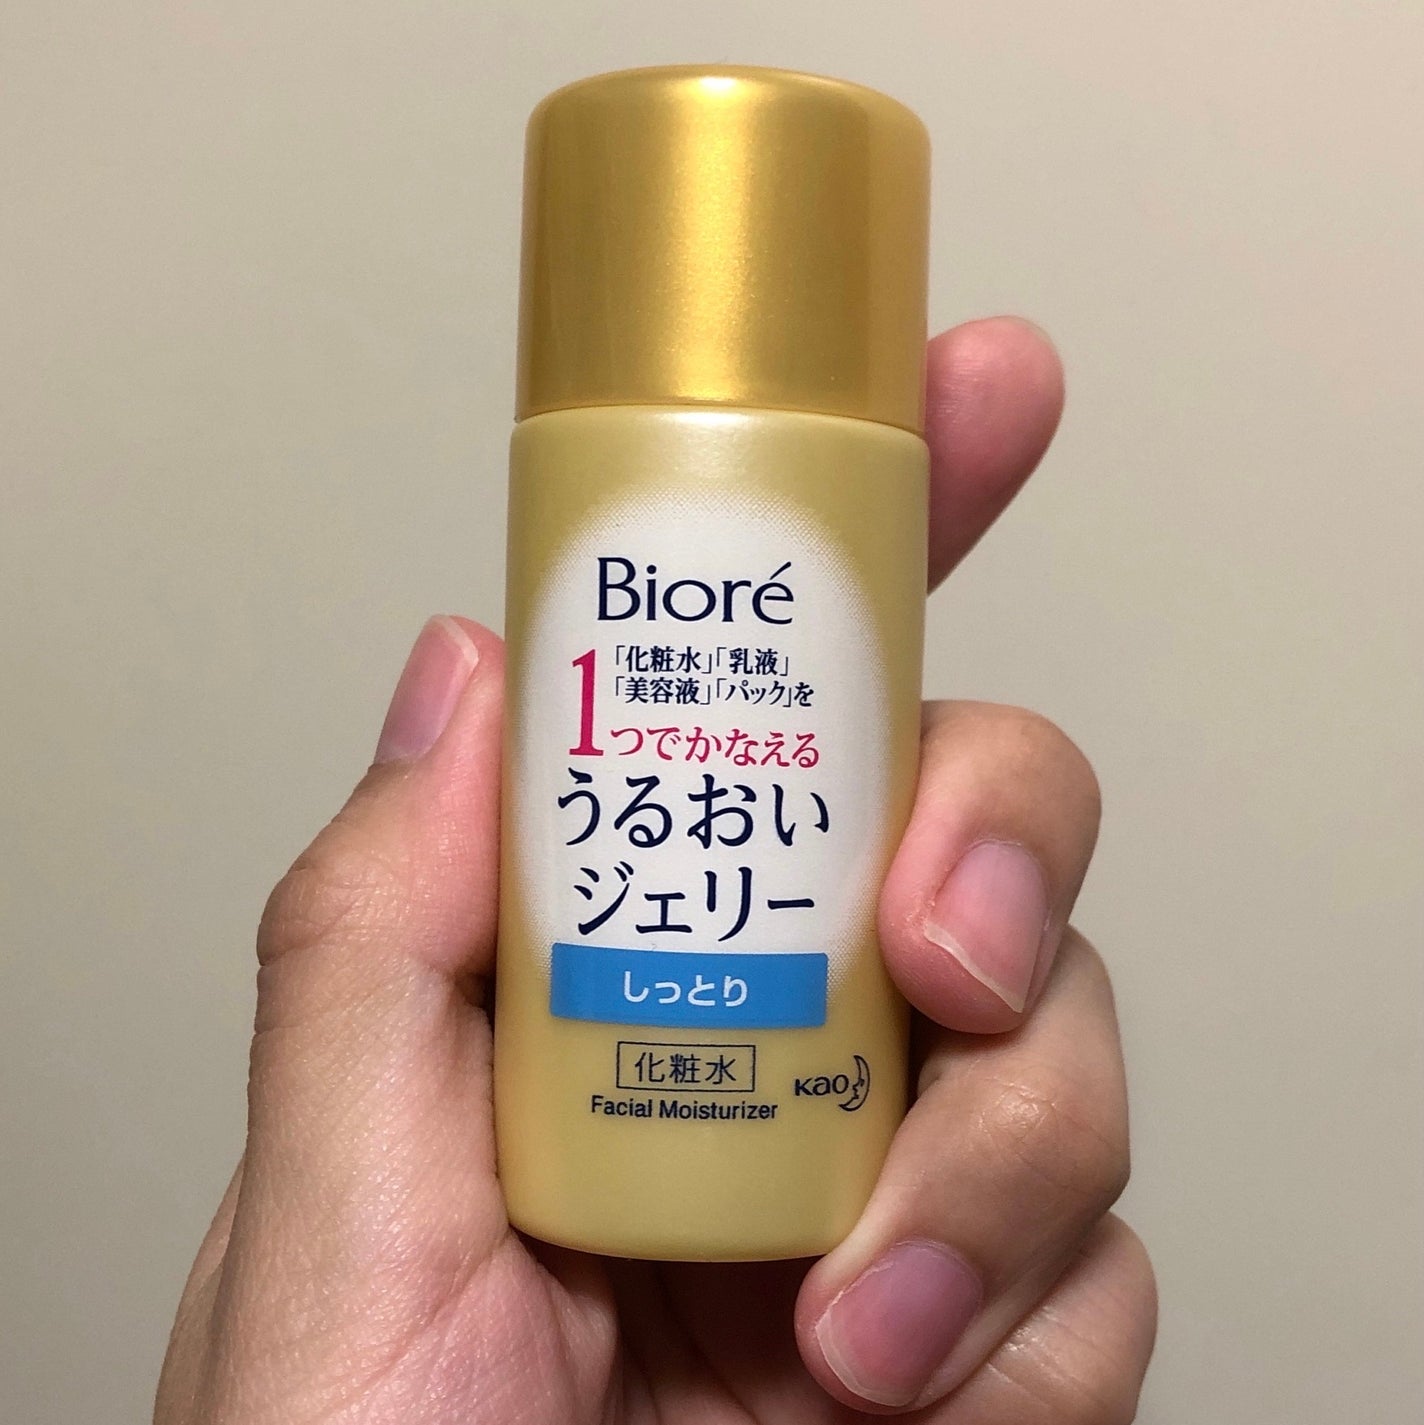 Bioré
「化粧水」「乳液」
「美容液」「パック」を
1つでかなえる
うるおい
ジェリー
しっとり
化粧水
Facial Moisturizer
Kao